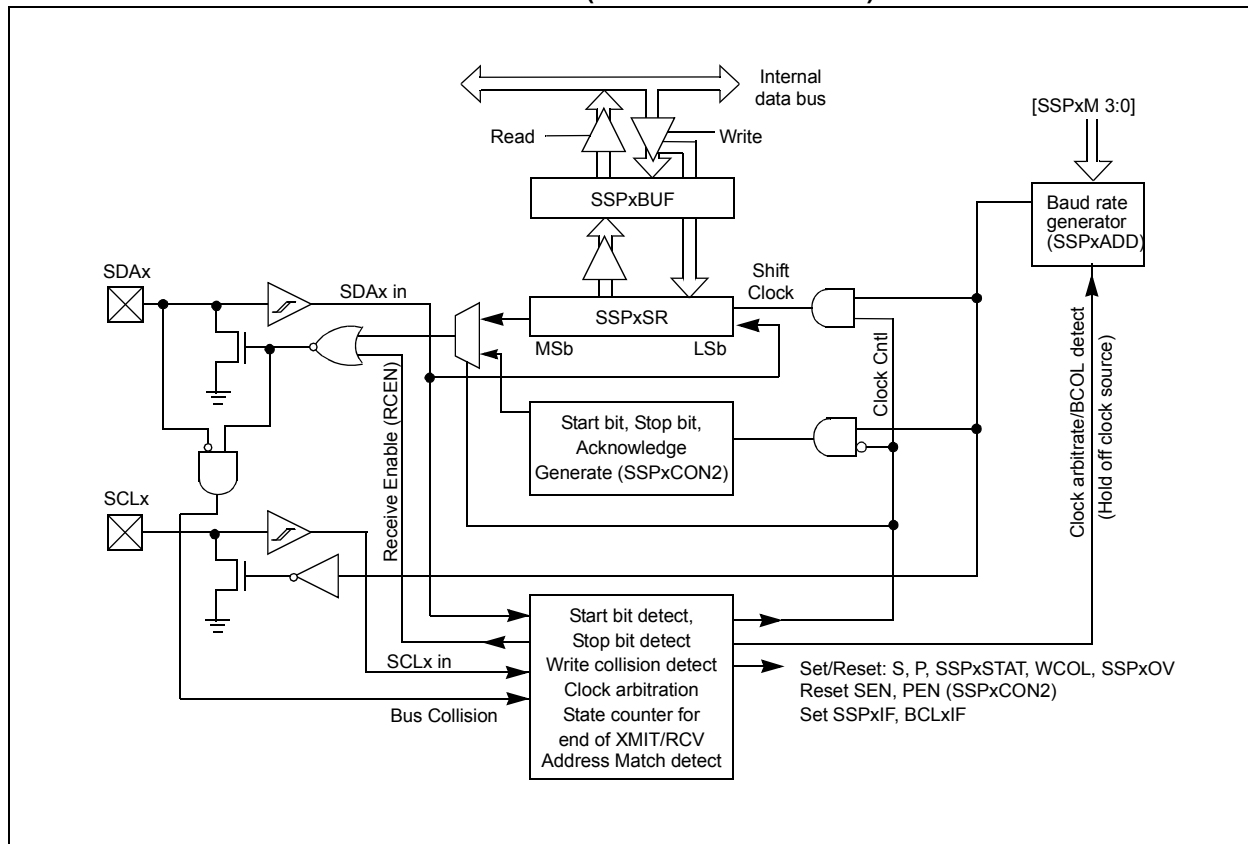 Internal
data bus
[SSPxM 3:0]
Read
Write
SSPxBUF
Baud rate
generator
(SSPxADD)
SDAx
Shift
Clock
SDAx in
SSPxSR
MSb
LSb
Clock Cntl
Clock arbitrate/BCOL detect
(Hold off clock source)
Receive Enable (RCEN)
Start bit, Stop bit,
Acknowledge
Generate (SSPxCON2)
SCLx
Start bit detect,
Stop bit detect
Write collision detect
Clock arbitration
State counter for
end of XMIT/RCV
Address Match detect
SCLx in
Bus Collision
Set/Reset: S, P, SSPxSTAT, WCOL, SSPxOV
Reset SEN, PEN (SSPxCON2)
Set SSPxIF, BCLxIF